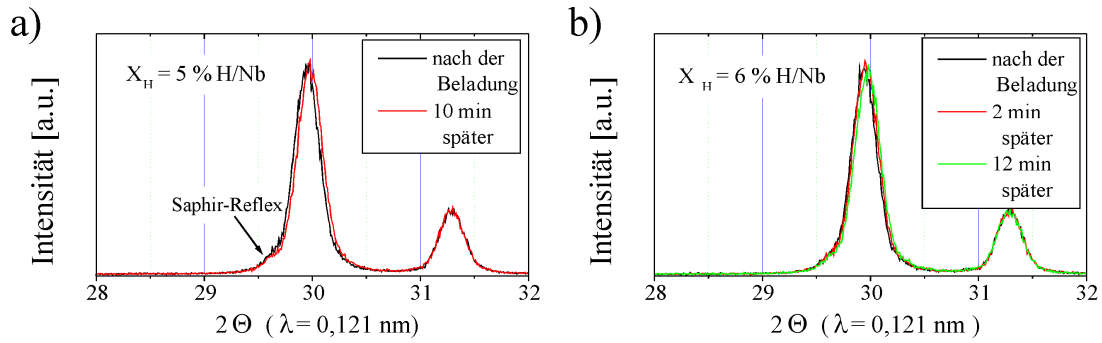 a)
Intensität [a.u.]
X_H = 5 % H/Nb
nach der
Beladung
10 min
später
Saphir-Reflex
28 29 30 31 32
2 Θ ( λ = 0,121 nm)
b)
Intensität [a.u.]
X_H = 6 % H/Nb
nach der
Beladung
2 min
später
12 min
später
28 29 30 31 32
2 Θ ( λ = 0,121 nm )